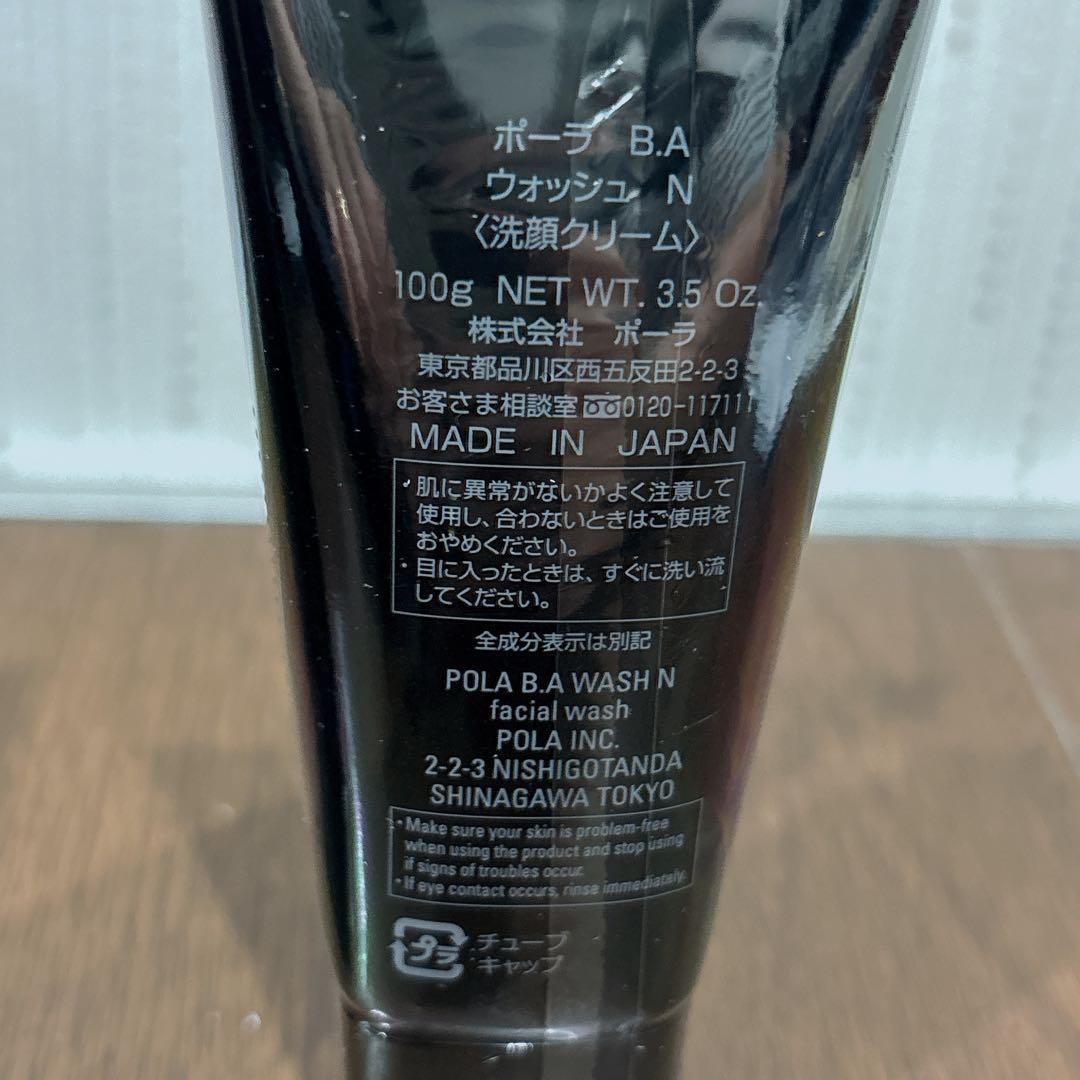 ポーラ B.A
ウォッシュ N
〈洗顔クリーム〉
100g NET WT. 3.5 Oz.
株式会社 ポーラ
東京都品川区西五反田2-2-3
お客さま相談室 0120-117111
MADE IN JAPAN
・肌に異常がないかよく注意して
使用し、合わないときはご使用を
おやめください。
・目に入ったときは、すぐに洗い流
してください。
全成分表示は別記
POLA B.A WASH N
facial wash
POLA INC.
2-2-3 NISHIGOTANDA
SHINAGAWA TOKYO
・Make sure your skin is problem-free
when using the product and stop using
if signs of troubles occur.
・If eye contact occurs, rinse immediately.
プラ チューブ
キャップ